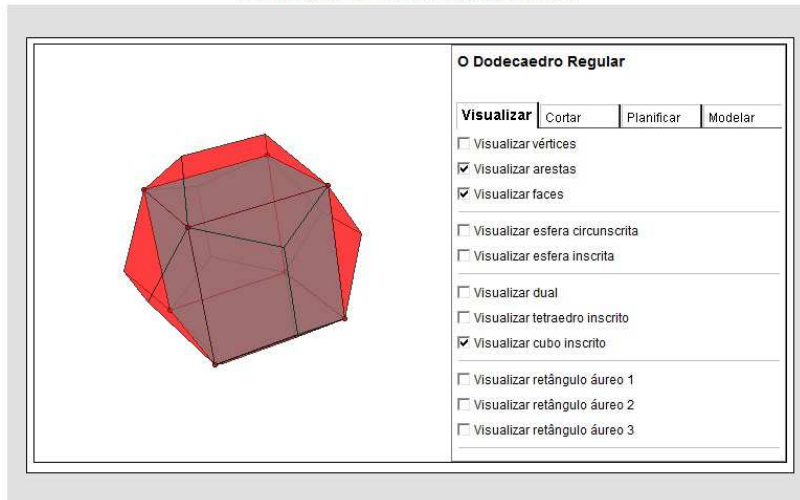 O Dodecaedro Regular
Visualizar Cortar Planificar Modelar
Visualizar vértices
Visualizar arestas
Visualizar faces
Visualizar esfera circunscrita
Visualizar esfera inscrita
Visualizar dual
Visualizar tetraedro inscrito
Visualizar cubo inscrito
Visualizar retângulo áureo 1
Visualizar retângulo áureo 2
Visualizar retângulo áureo 3